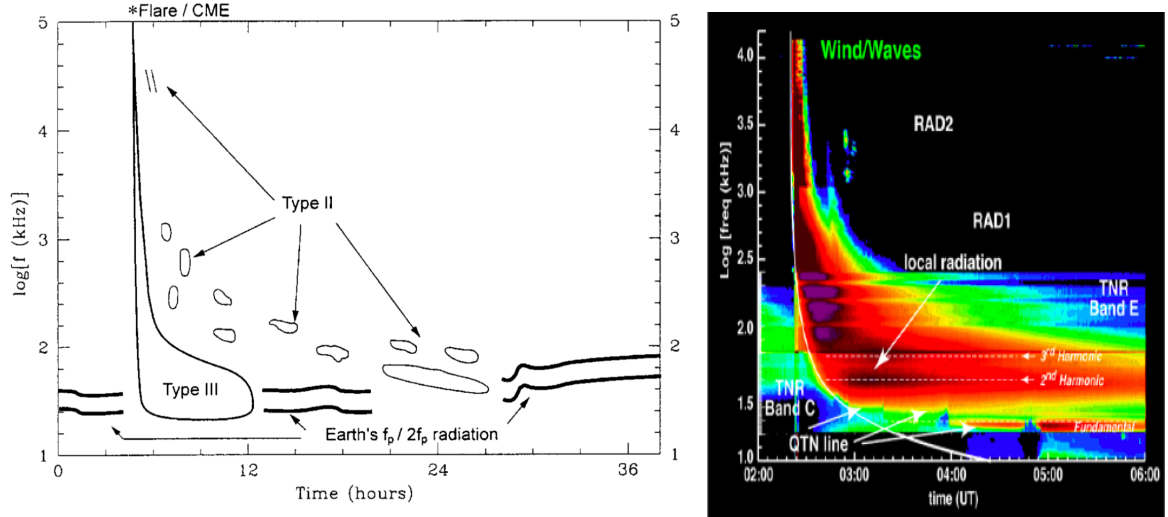 *Flare / CME
5
4
3
2
1
log[f (kHz)]
Type II
Type III
Earth's fp / 2fp radiation
5
4
3
2
1
0
12
24
36
Time (hours)
Wind/Waves
RAD2
RAD1
local radiation
TNR
Band E
3rd Harmonic
2nd Harmonic
TNR
Band C
QTN line
Fundamental
Log [freq (kHz)]
4.0
3.5
3.0
2.5
2.0
1.5
1.0
02:00
03:00
04:00
05:00
06:00
time (UT)